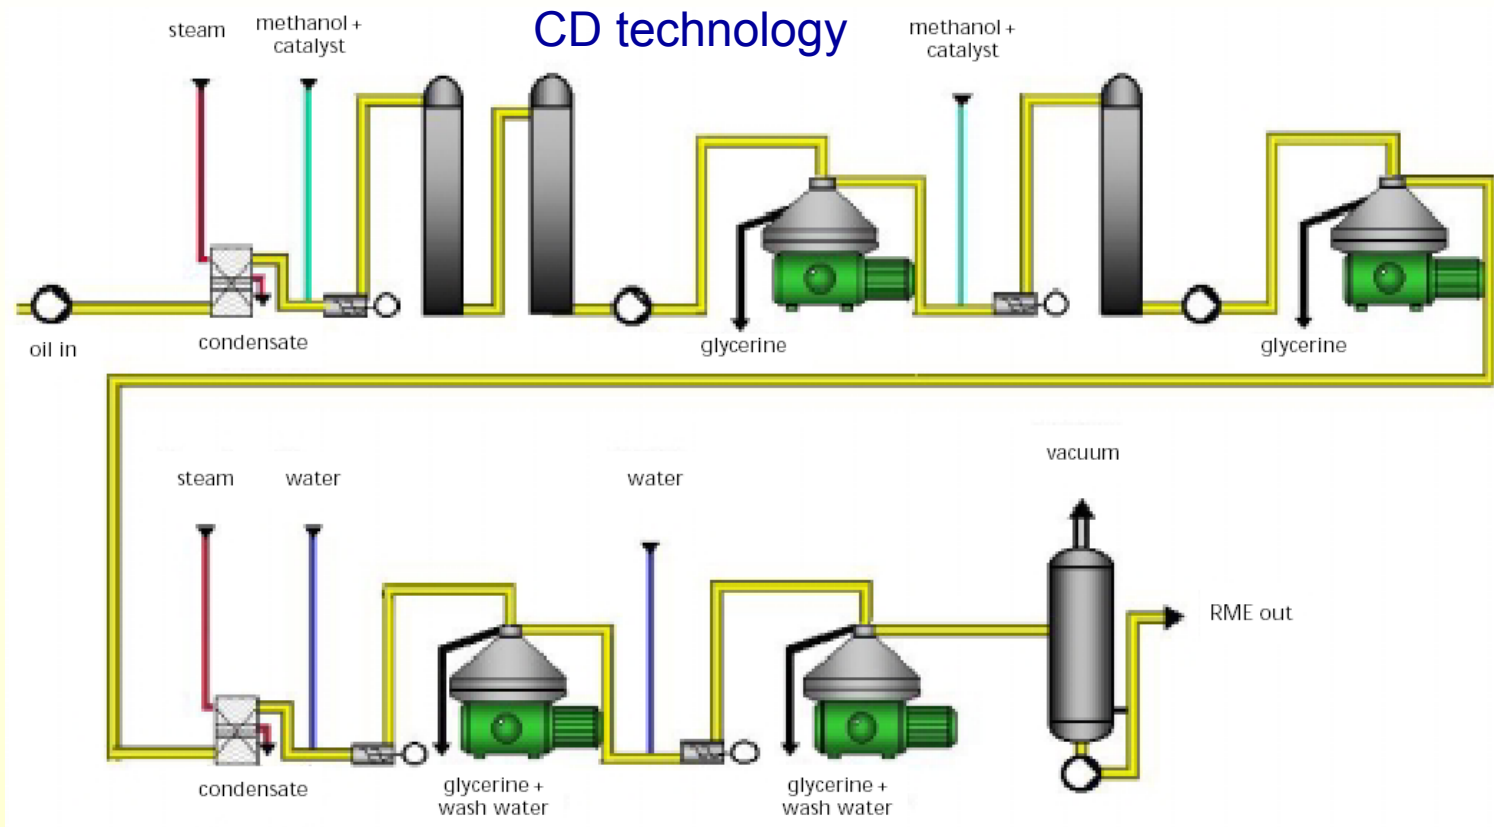 CD technology
steam
methanol +
catalyst
methanol +
catalyst
oil in
condensate
glycerine
glycerine
steam
water
water
vacuum
RME out
condensate
glycerine +
wash water
glycerine +
wash water